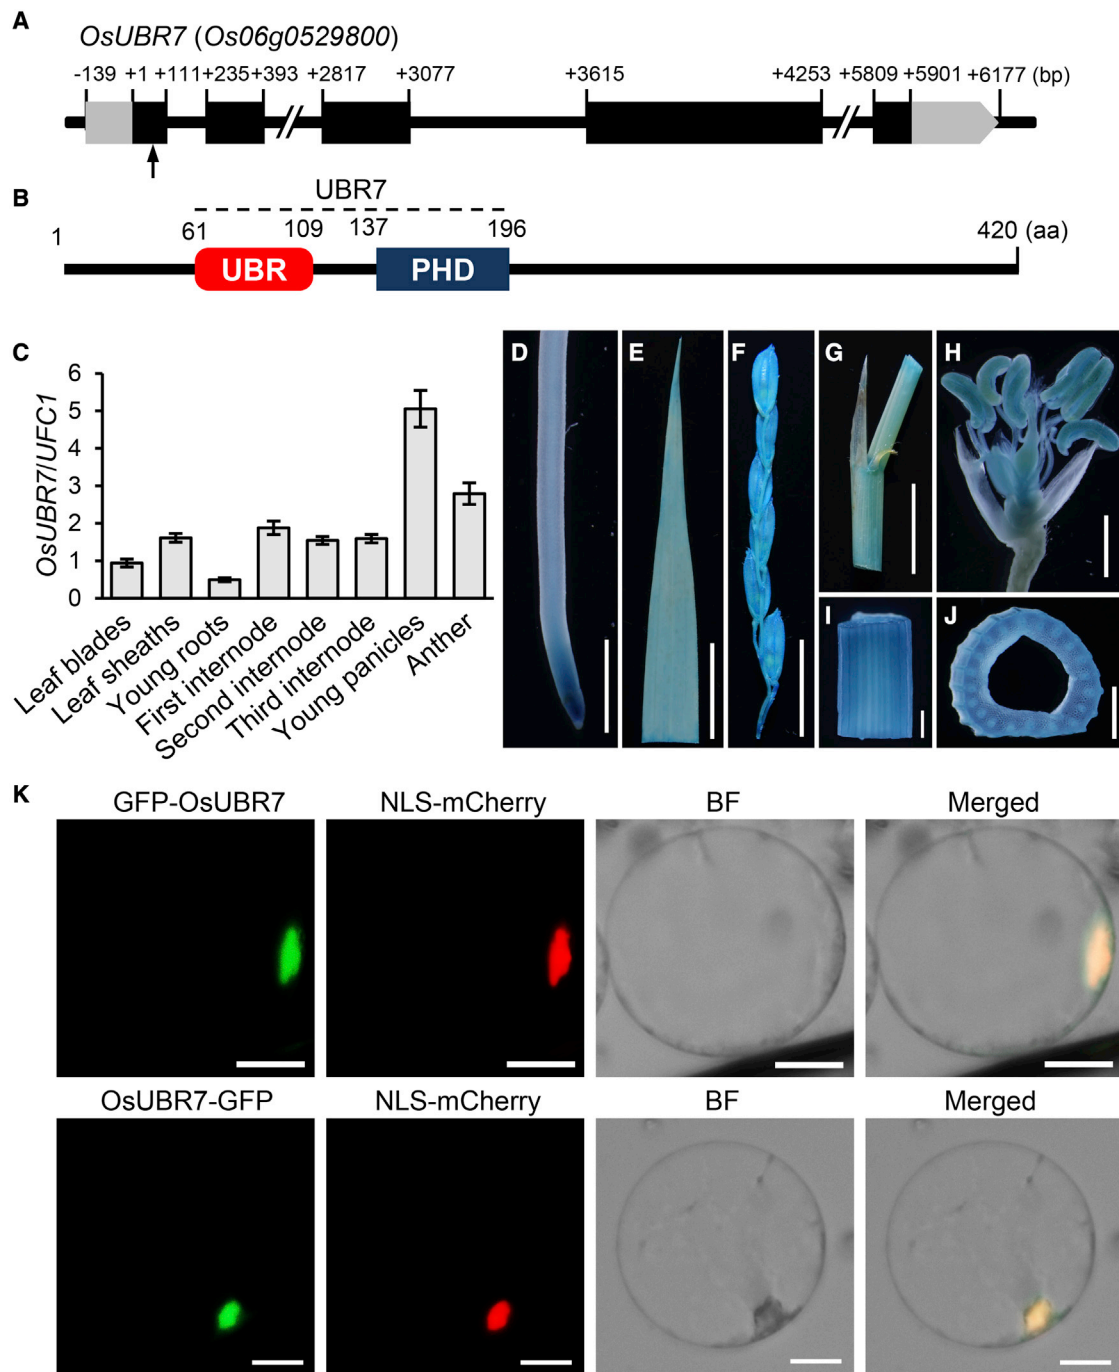 A
OsUBR7 (Os06g0529800)
-139 +1 +111 +235 +393 +2817 +3077 +3615 +4253 +5809 +5901 +6177 (bp)
B
UBR7
1 61 109 137 196 420 (aa)
UBR PHD
C
OsUBR7/UFC1
6
5
4
3
2
1
0
Leaf blades
Leaf sheaths
Young roots
First internode
Second internode
Third internode
Young panicles
Anther
D
E
F
G
H
I
J
K
GFP-OsUBR7 NLS-mCherry BF Merged
OsUBR7-GFP NLS-mCherry BF Merged